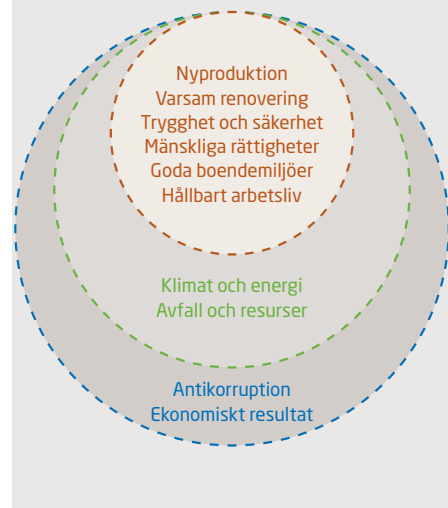 Nyproduktion
Varsam renovering
Trygghet och säkerhet
Mänskliga rättigheter
Goda boendemiljöer
Hållbart arbetsliv
Klimat och energi
Avfall och resurser
Antikorruption
Ekonomiskt resultat